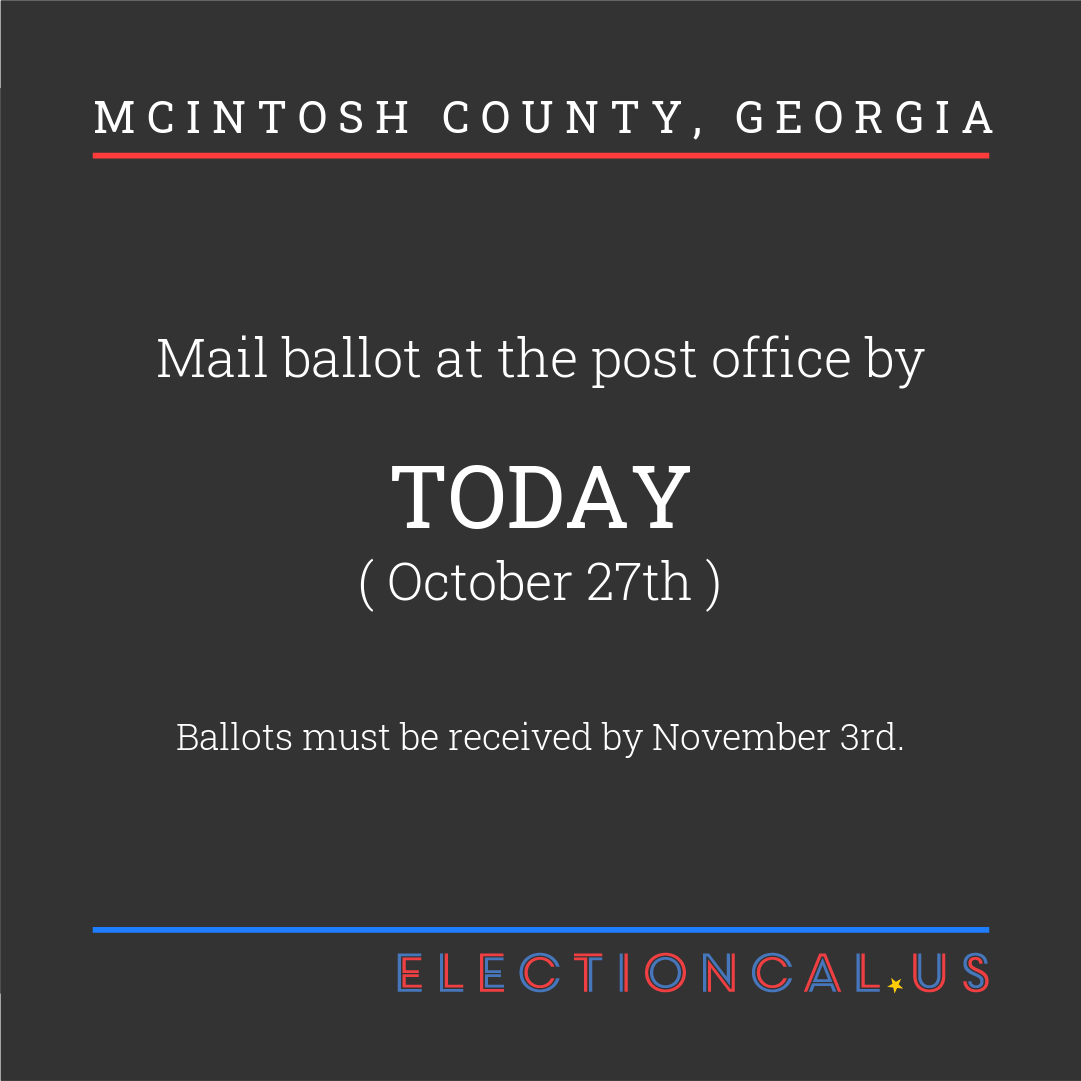 MCINTOSH COUNTY, GEORGIA
Mail ballot at the post office by
TODAY
( October 27th )
Ballots must be received by November 3rd.
ELECTIONCAL.US